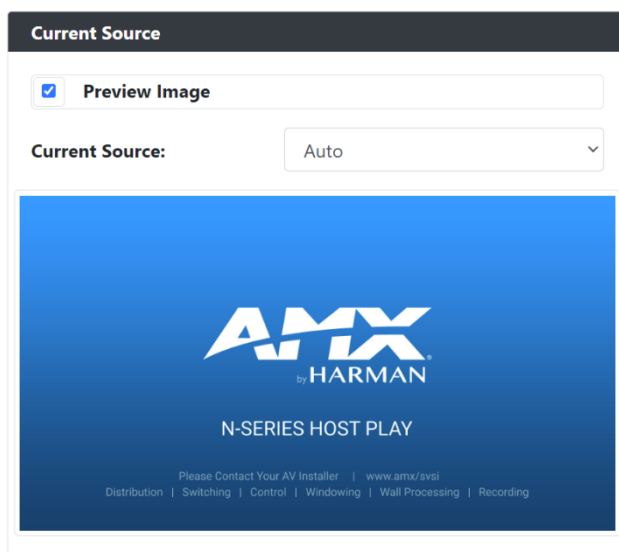 Current Source
Preview Image
Current Source: Auto
AMX
by HARMAN
N-SERIES HOST PLAY
Please Contact Your AV Installer | www.amx/svsi
Distribution | Switching | Control | Windowing | Wall Processing | Recording